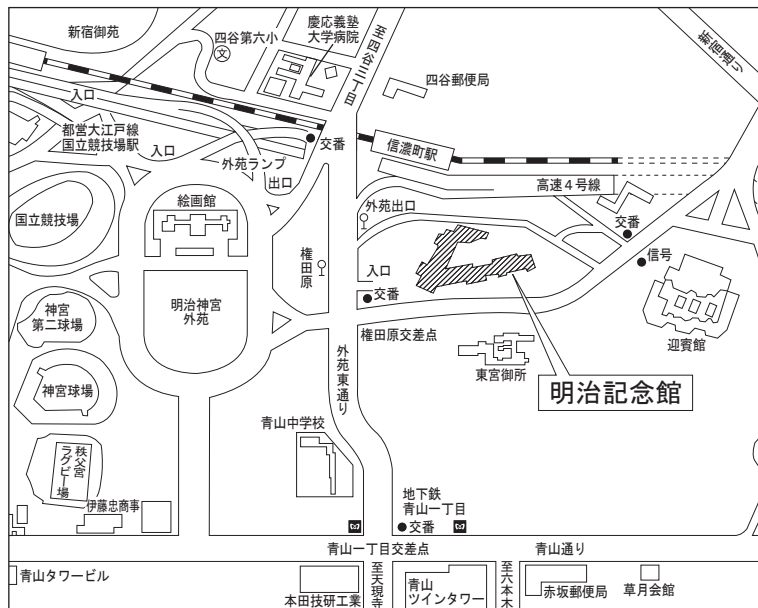 新宿御苑
四谷第六小
文
慶応義塾
大学病院
至四谷三丁目
四谷郵便局
新宿通り
入口
都営大江戸線
国立競技場駅
入口
外苑ランプ
交番
信濃町駅
出口
高速4号線
絵画館
外苑出口
国立競技場
交番
権田原
入口
信号
明治神宮
外苑
交番
神宮
第二球場
権田原交差点
迎賓館
外苑東通り
東宮御所
明治記念館
神宮球場
青山中学校
秩父宮
ラグビー場
伊藤忠商事
地下鉄
青山一丁目
交番
青山一丁目交差点
青山通り
青山タワービル
本田技研工業
至天現寺
青山
ツインタワー
至六本木
赤坂郵便局
草月会館